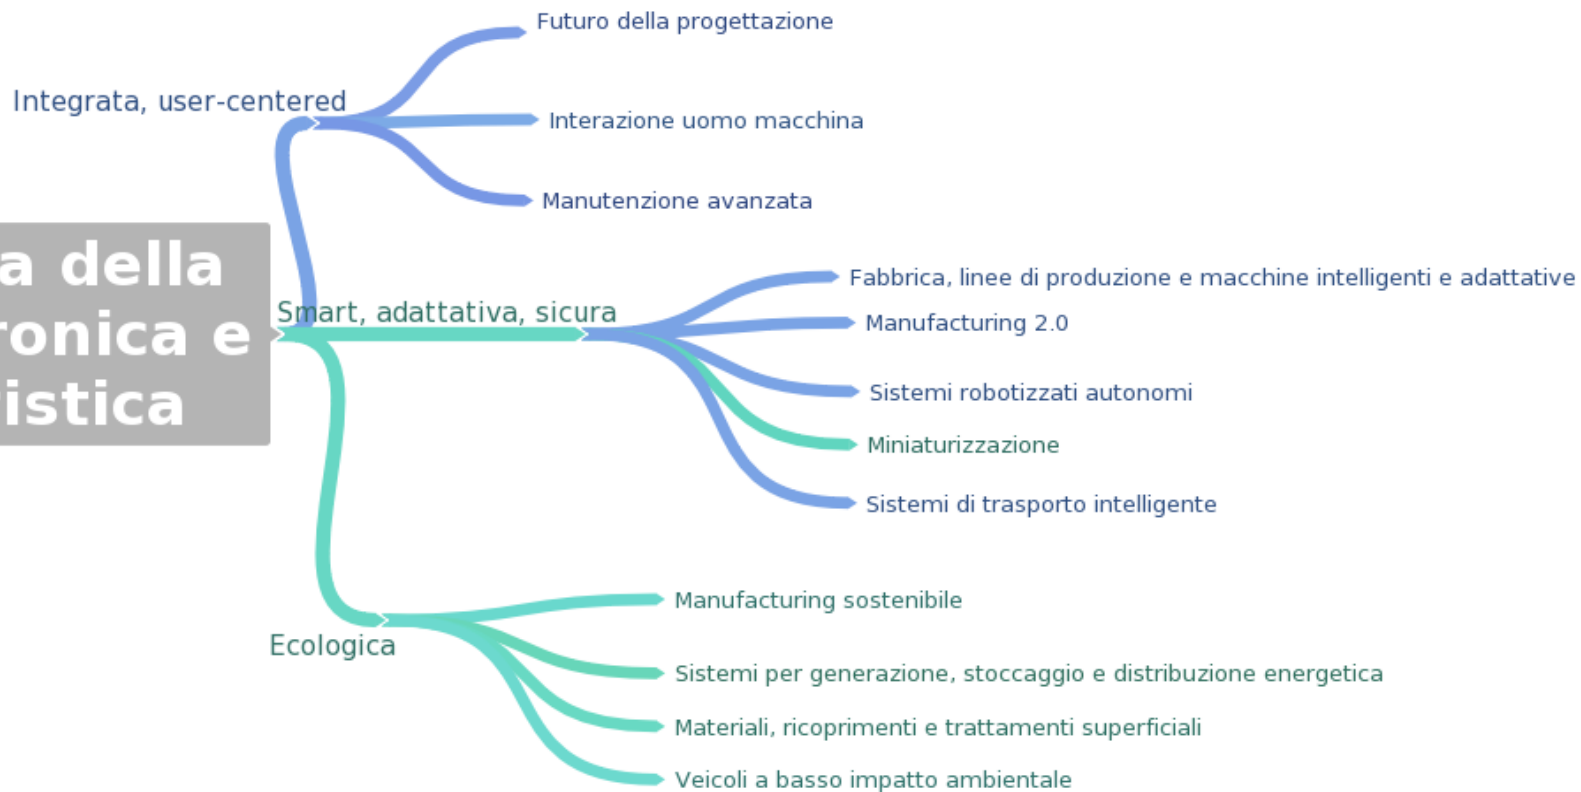 Futuro della progettazione
Integrata, user-centered
Interazione uomo macchina
Manutenzione avanzata
a della
ronica e
istica
Smart, adattativa, sicura
Fabbrica, linee di produzione e macchine intelligenti e adattative
Manufacturing 2.0
Sistemi robotizzati autonomi
Miniaturizzazione
Sistemi di trasporto intelligente
Ecologica
Manufacturing sostenibile
Sistemi per generazione, stoccaggio e distribuzione energetica
Materiali, ricoprimenti e trattamenti superficiali
Veicoli a basso impatto ambientale